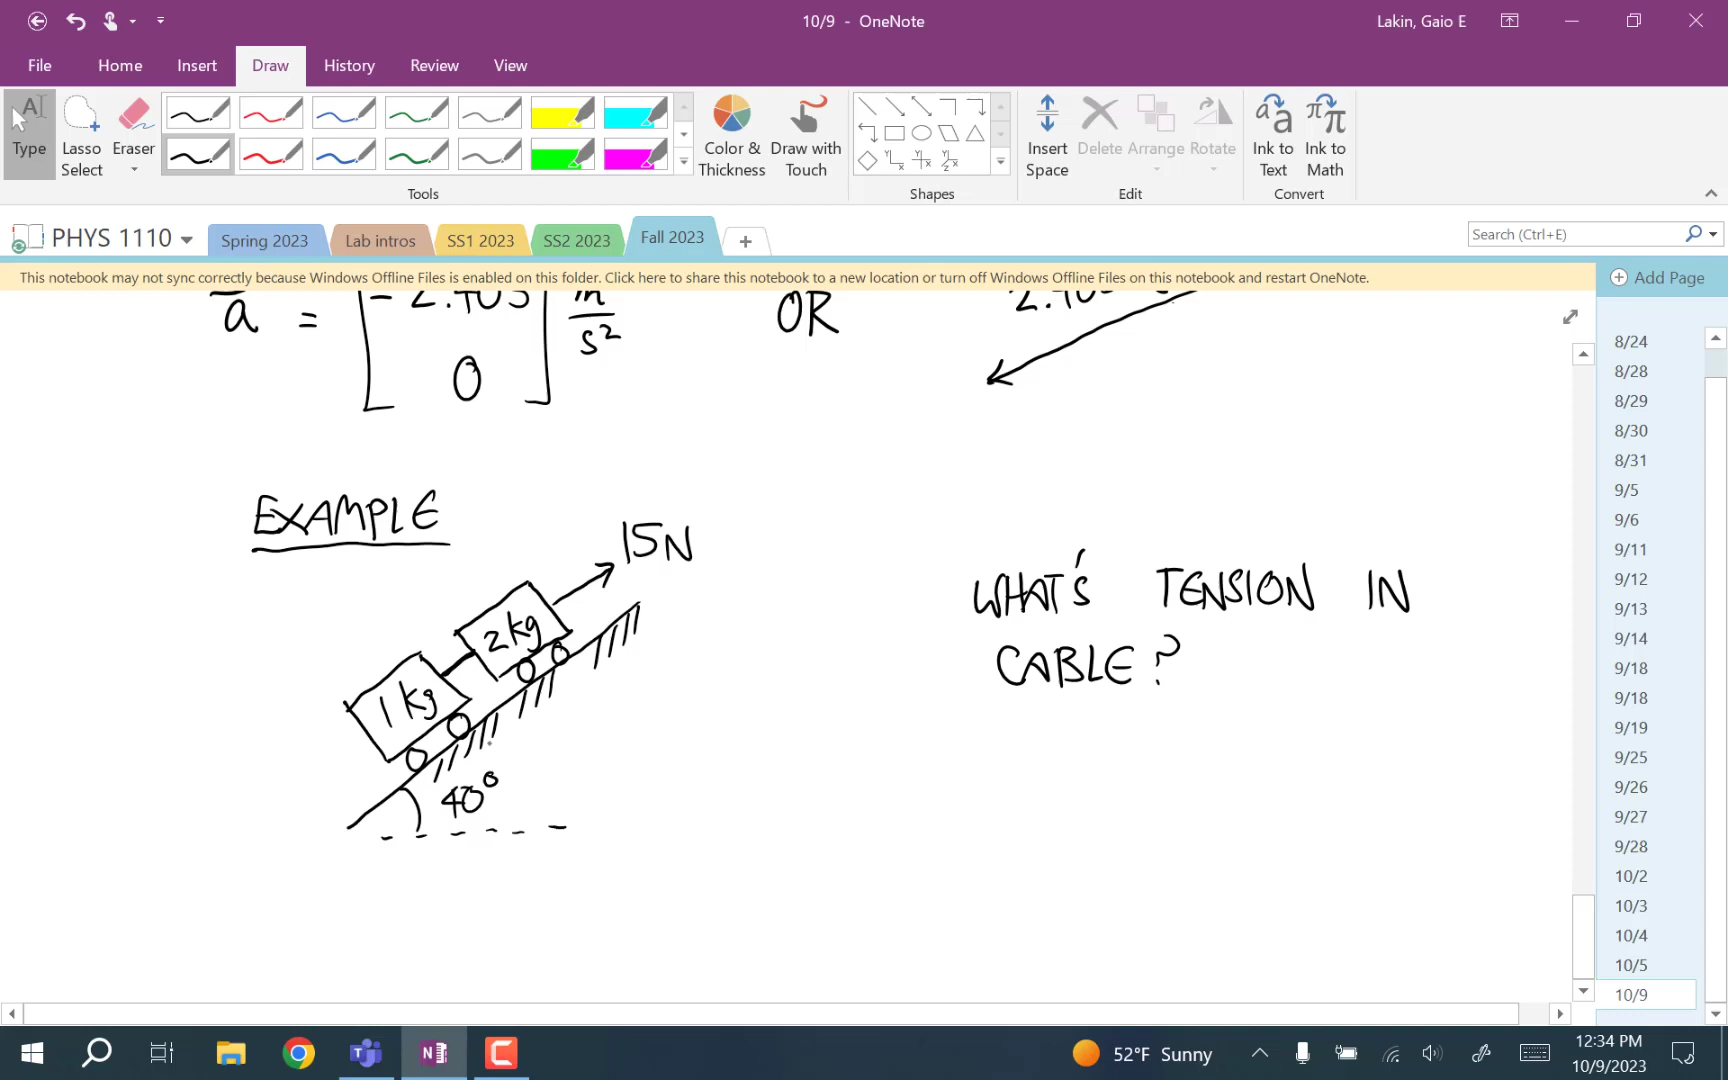 10/9 - OneNote
Lakin, Gaio E
File Home Insert Draw History Review View
Type
Lasso Select
Eraser
Color & Thickness
Draw with Touch
Insert Space
Delete
Arrange
Rotate
Ink to Text
Ink to Math
Tools
Shapes
Edit
Convert
PHYS 1110
Spring 2023
Lab intros
SS1 2023
SS2 2023
Fall 2023
Search (Ctrl+E)
This notebook may not sync correctly because Windows Offline Files is enabled on this folder. Click here to share this notebook to a new location or turn off Windows Offline Files on this notebook and restart OneNote.
Add Page
a = [-2.403 0] m/s² OR
EXAMPLE
15N
2kg
1kg
40°
WHAT'S TENSION IN
CABLE?
8/24
8/28
8/29
8/30
8/31
9/5
9/6
9/11
9/12
9/13
9/14
9/18
9/18
9/19
9/25
9/26
9/27
9/28
10/2
10/3
10/4
10/5
10/9
52°F Sunny
12:34 PM
10/9/2023